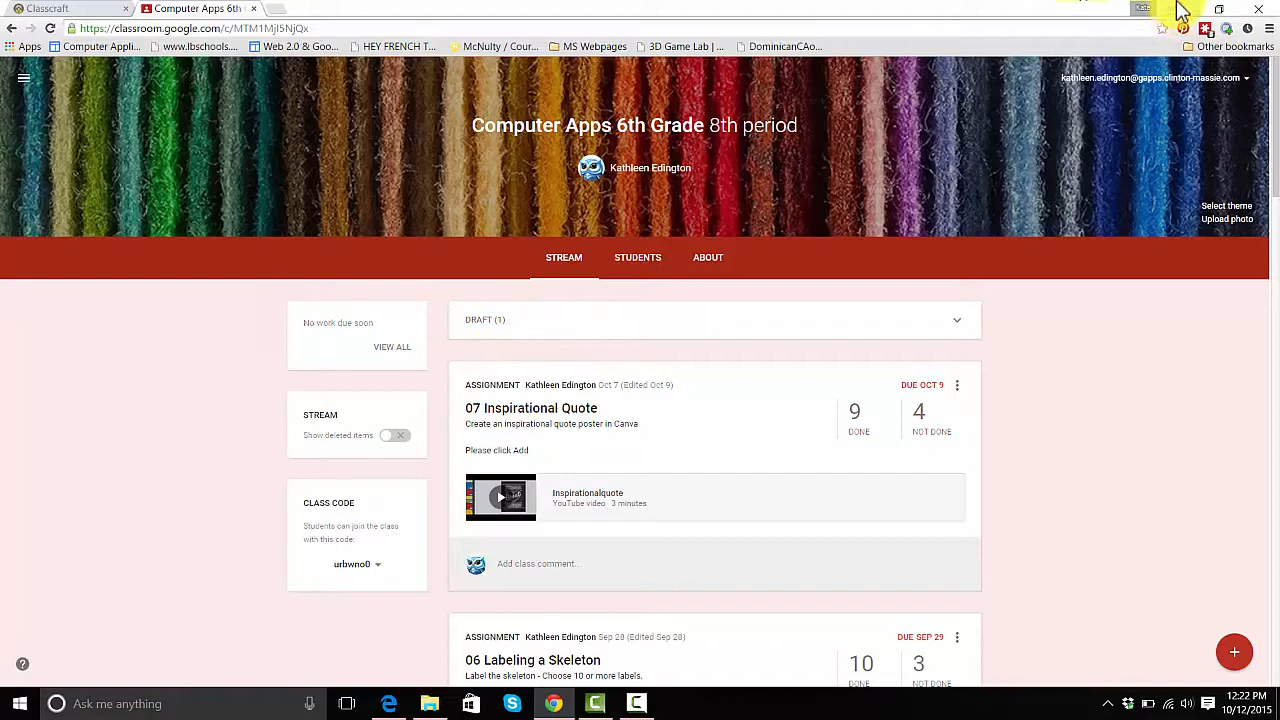 Classcraft
Computer Apps 6th
Kate
https://classroom.google.com/c/MTM1MjI5NjQx
Apps
Computer Appli...
www.lbschools....
Web 2.0 & Goo...
HEY FRENCH T...
McNulty / Cour...
MS Webpages
3D Game Lab | ...
DominicanCAo...
Other bookmarks
kathleen.edington@gapps.clinton-massie.com
Computer Apps 6th Grade 8th period
Kathleen Edington
Select theme
Upload photo
STREAM
STUDENTS
ABOUT
No work due soon
VIEW ALL
STREAM
Show deleted items
CLASS CODE
Students can join the class
with this code:
urbwno0
DRAFT (1)
ASSIGNMENT Kathleen Edington Oct 7 (Edited Oct 9)
DUE OCT 9
07 Inspirational Quote
Create an inspirational quote poster in Canva
9
DONE
4
NOT DONE
Please click Add
Inspirationalquote
YouTube video 3 minutes
Add class comment...
ASSIGNMENT Kathleen Edington Sep 28 (Edited Sep 28)
DUE SEP 29
06 Labeling a Skeleton
Label the skeleton - Choose 10 or more labels.
10
DONE
3
NOT DONE
Ask me anything
12:22 PM
10/12/2015